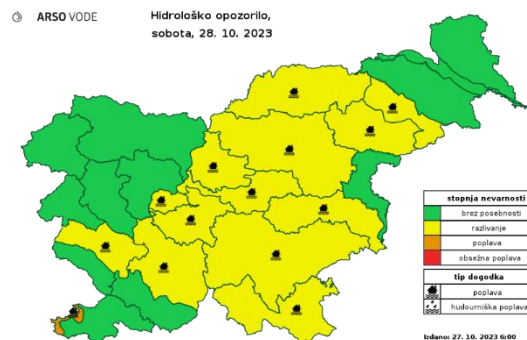 ARSO VODE
Hidrološko opozorilo,
sobota, 28. 10. 2023
stopnja nevarnosti
brez posebnosti
razlivanje
poplava
obsežna poplava
tip dogodka
poplava
hudourniška poplava
Izdano: 27. 10. 2023 6:00